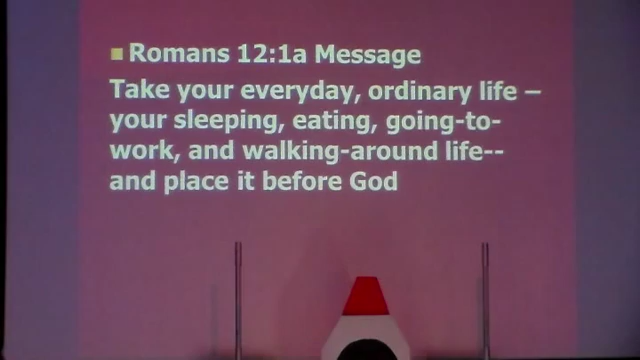 Romans 12:1a Message
Take your everyday, ordinary life –
your sleeping, eating, going-to-
work, and walking-around life--
and place it before God